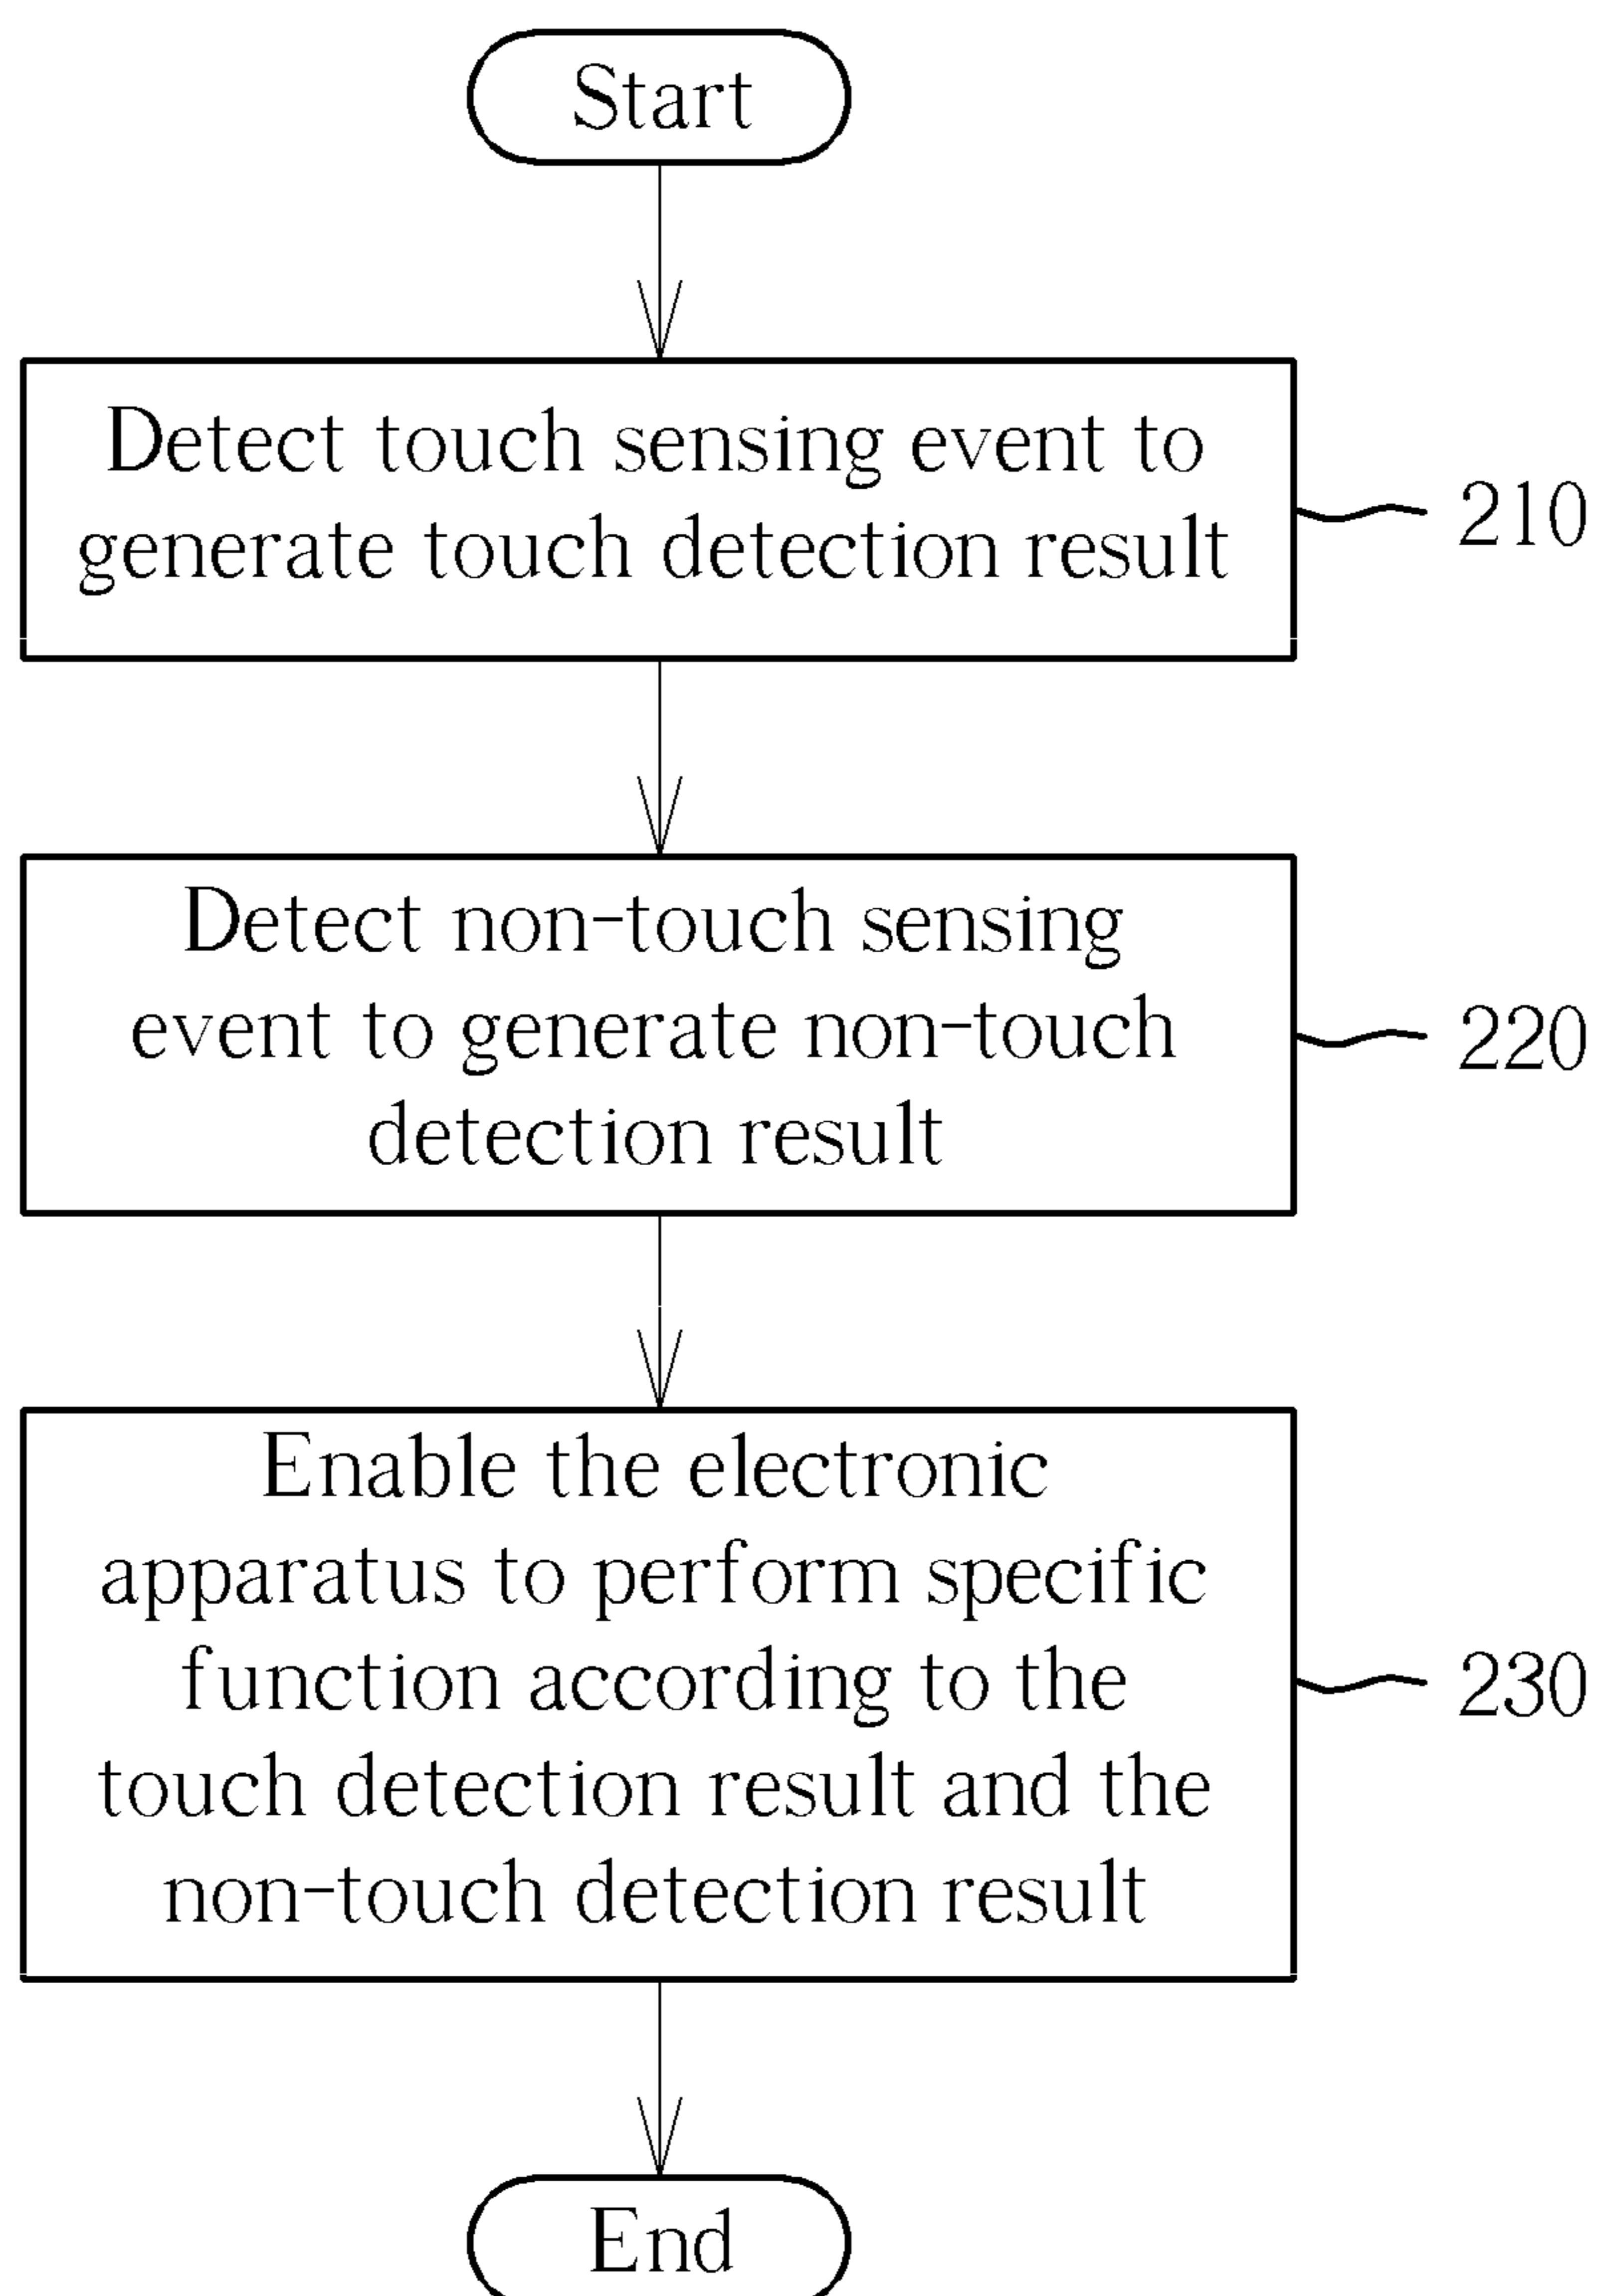 Start
Detect touch sensing event to
generate touch detection result
210
Detect non-touch sensing
event to generate non-touch
detection result
220
Enable the electronic
apparatus to perform specific
function according to the
touch detection result and the
non-touch detection result
230
End